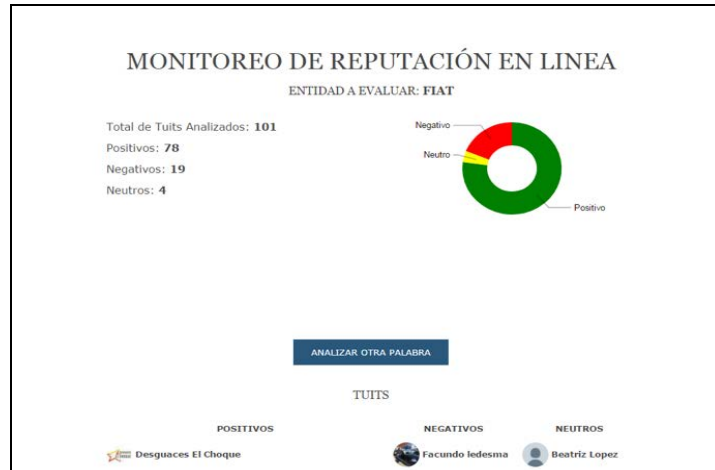 MONITOREO DE REPUTACIÓN EN LINEA
ENTIDAD A EVALUAR: FIAT
Total de Tuits Analizados: 101
Positivos: 78
Negativos: 19
Neutros: 4
Negativo
Neutro
Positivo
ANALIZAR OTRA PALABRA
TUITS
POSITIVOS NEGATIVOS NEUTROS
Desguaces El Choque Facundo ledesma Beatriz Lopez